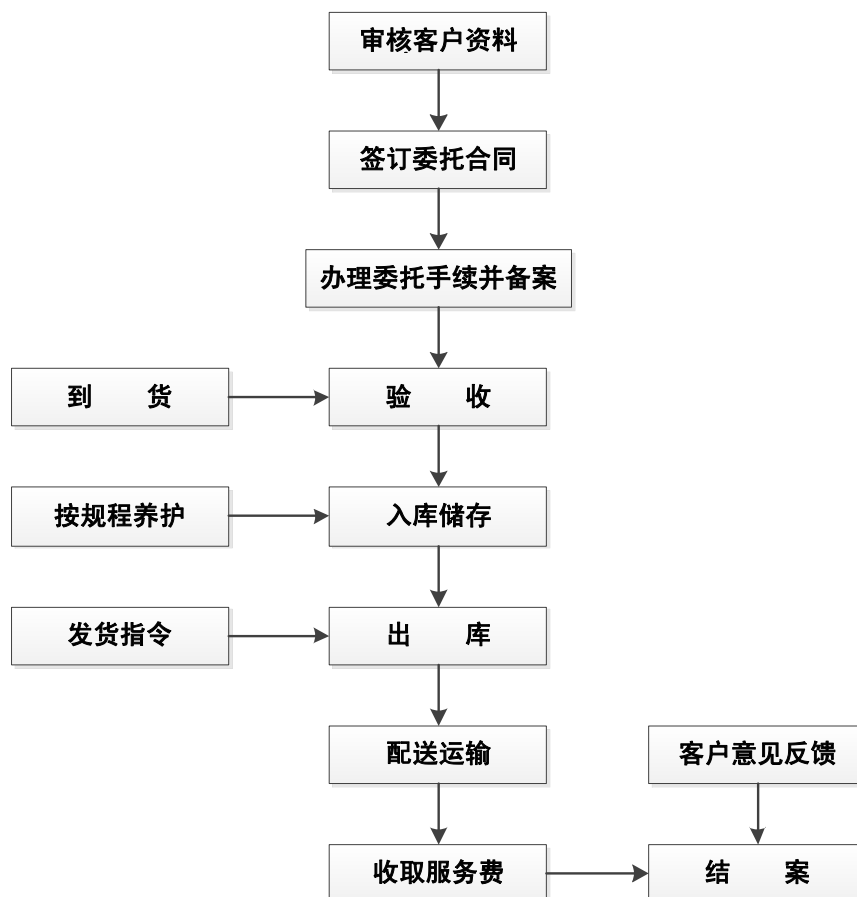 审核客户资料
签订委托合同
办理委托手续并备案
到 货
验 收
按规程养护
入库储存
发货指令
出 库
配送运输
客户意见反馈
收取服务费
结 案